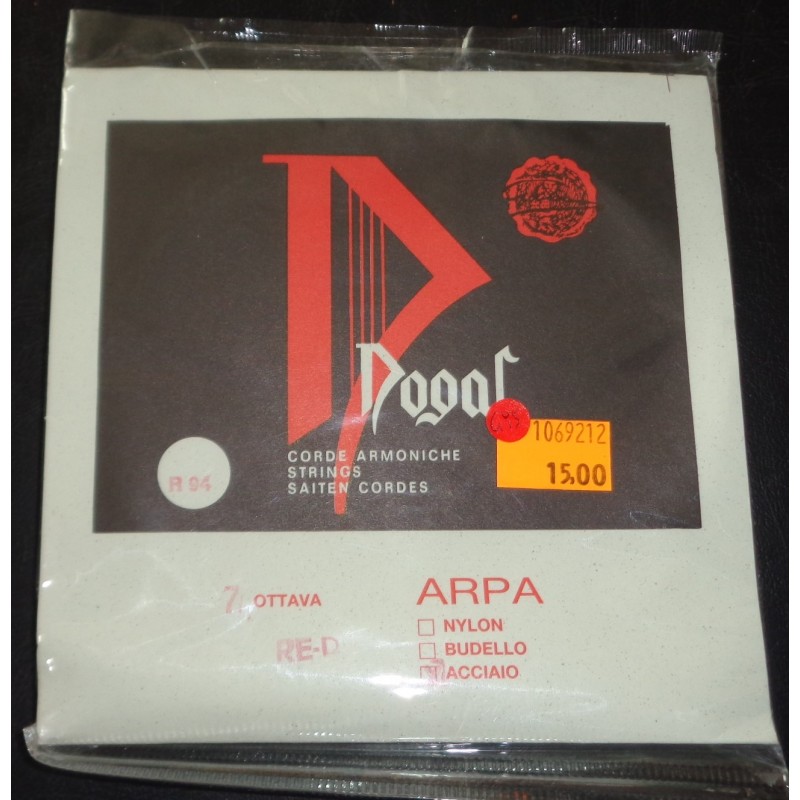 Dogal
1069212
15,00
CORDE ARMONICHE
STRINGS
SAITEN CORDES
R 94
7 OTTAVA
RE-D
ARPA
NYLON
BUDELLO
ACCIAIO